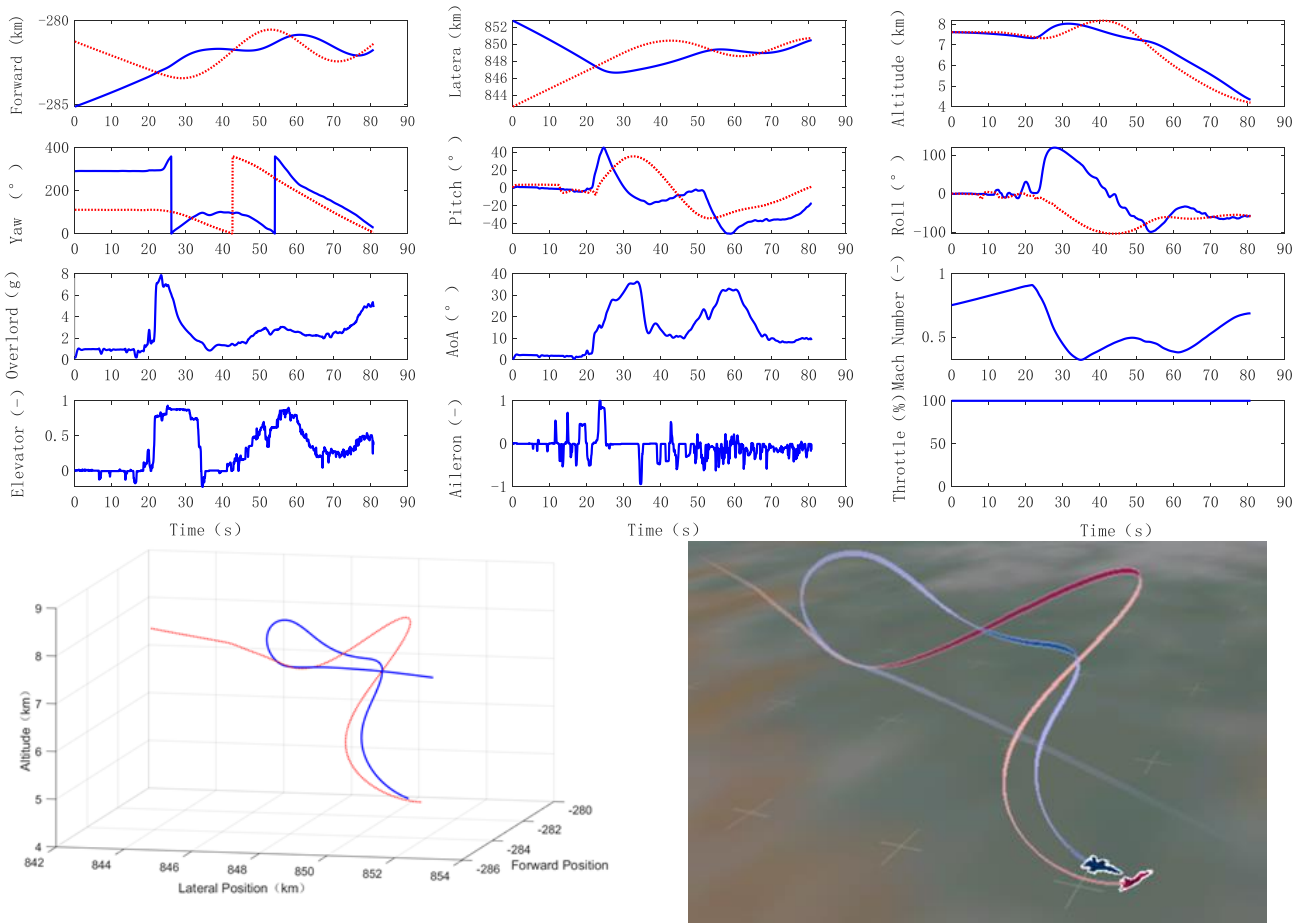 Forward (km)
-280
-285
0 10 20 30 40 50 60 70 80 90
Latera (km)
852
850
848
846
844
0 10 20 30 40 50 60 70 80 90
Altitude (km)
8
7
6
5
4
0 10 20 30 40 50 60 70 80 90
Yaw (°)
400
200
0
0 10 20 30 40 50 60 70 80 90
Pitch (°)
40
20
0
-20
-40
0 10 20 30 40 50 60 70 80 90
Roll (°)
100
0
-100
0 10 20 30 40 50 60 70 80 90
Overlord (g)
8
6
4
2
0
0 10 20 30 40 50 60 70 80 90
AoA (°)
40
30
20
10
0
0 10 20 30 40 50 60 70 80 90
Mach Number (-)
1
0.5
0 10 20 30 40 50 60 70 80 90
Elevator (-)
1
0.5
0
0 10 20 30 40 50 60 70 80 90
Time (s)
Aileron (-)
1
0
-1
0 10 20 30 40 50 60 70 80 90
Time (s)
Throttle (%)
100
50
0
0 10 20 30 40 50 60 70 80 90
Time (s)
Altitude (km)
9
8
7
6
5
4
842 844 846 848 850 852 854
Lateral Position (km)
-286 -284 -282 -280
Forward Position